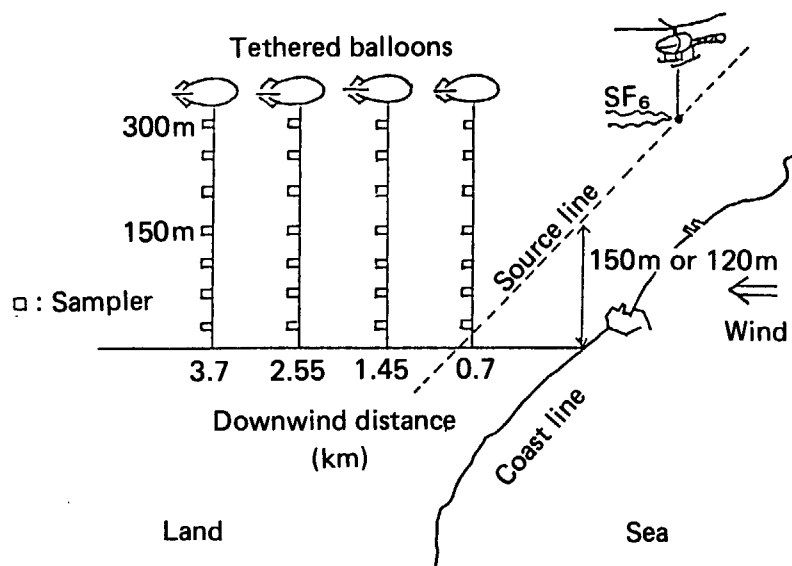 Tethered balloons
SF₆
300m
150m
Source line
150m or 120m
□ : Sampler
Wind
3.7 2.55 1.45 0.7
Downwind distance
(km)
Coast line
Land
Sea